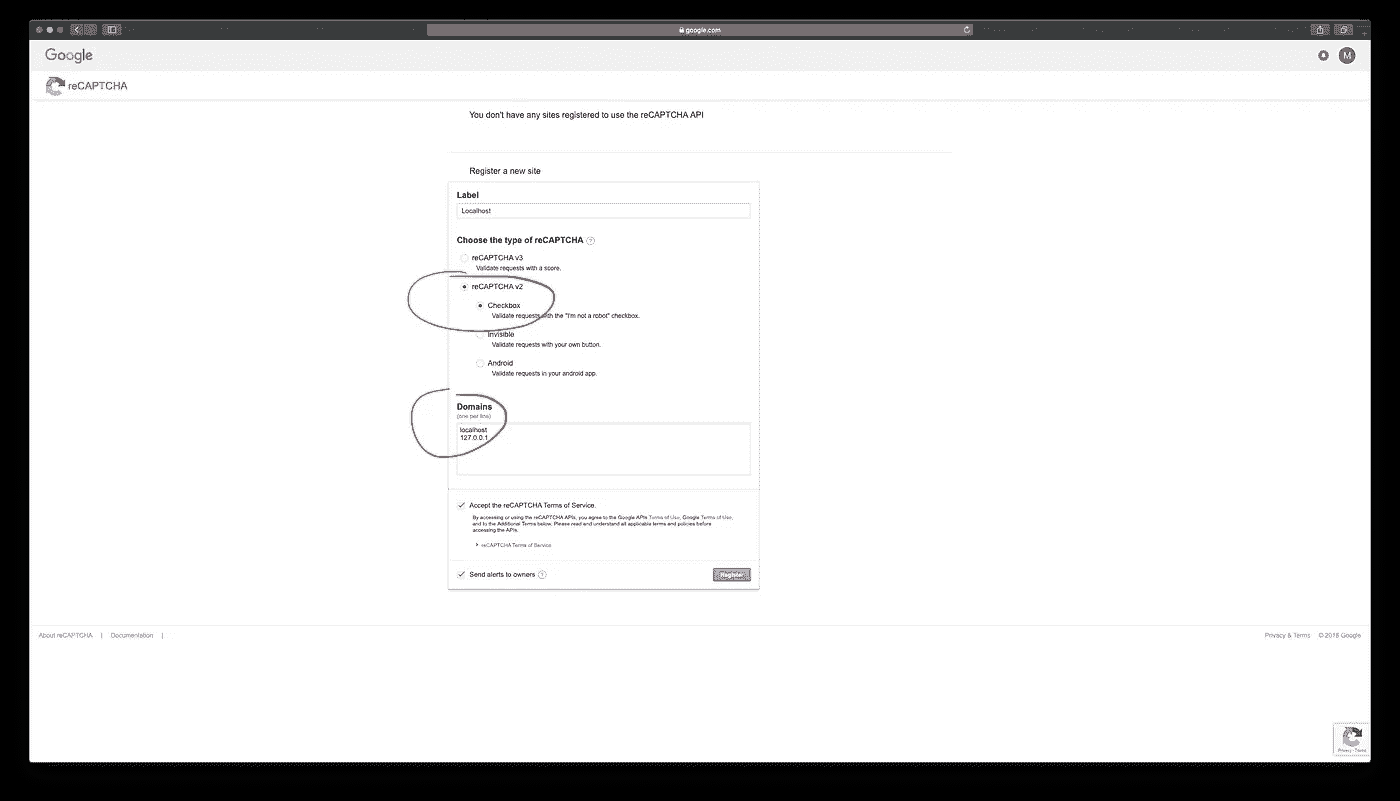 google.com
Google
M
reCAPTCHA
You don't have any sites registered to use the reCAPTCHA API
Register a new site
Label
Localhost
Choose the type of reCAPTCHA ?
reCAPTCHA v3
Validate requests with a score.
reCAPTCHA v2
Checkbox
Validate requests with the "I'm not a robot" checkbox.
Invisible
Validate requests with your own button.
Android
Validate requests in your android app.
Domains
(one per line)
localhost
127.0.0.1
Accept the reCAPTCHA Terms of Service.
By accessing or using the reCAPTCHA APIs, you agree to the Google APIs Terms of Use, Google Terms of Use,
and to the Additional Terms below. Please read and understand all applicable terms and policies before
accessing the APIs.
reCAPTCHA Terms of Service
Send alerts to owners ?
Register
About reCAPTCHA | Documentation |
Privacy & Terms © 2018 Google
Privacy - Terms